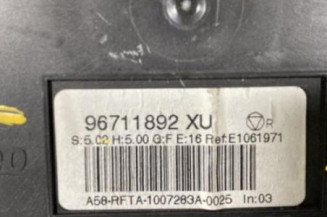 96711892 XU
R
S:5.02 H:5.00 G:F E:16 Ref:E1061971
A58-RFTA-1007283A-0025 In:03